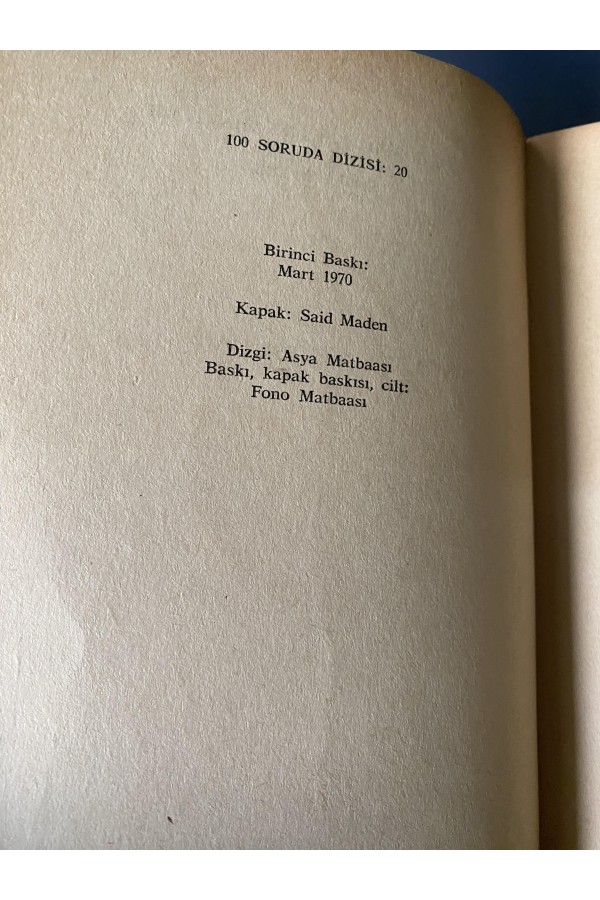 100 SORUDA DİZİSİ: 20
Birinci Baskı:
Mart 1970
Kapak: Said Maden
Dizgi: Asya Matbaası
Baskı, kapak baskısı, cilt:
Fono Matbaası